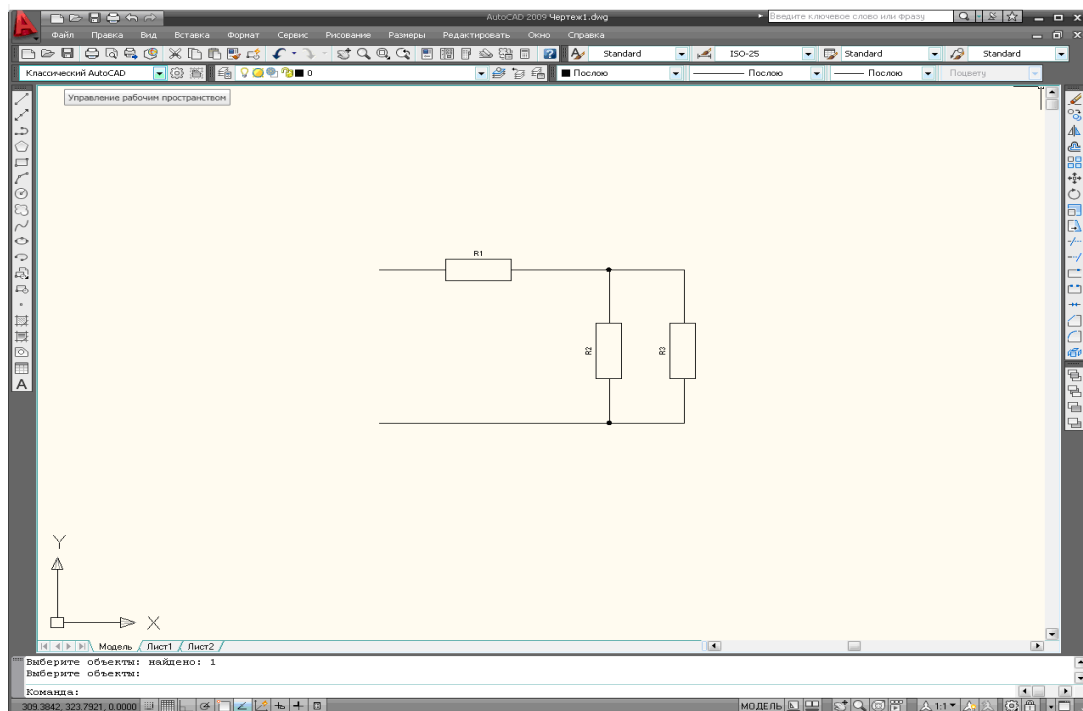 AutoCAD 2009 Чертеж1.dwg
Введите ключевое слово или фразу
Файл Правка Вид Вставка Формат Сервис Рисование Размеры Редактировать Окно Справка
Standard ISO-25 Standard Standard
Классический AutoCAD 0 Послою Послою Послою Поцвету
Управление рабочим пространством
R1
R2
R3
Y
X
A
Модель Лист1 Лист2
Выберите объекты: найдено: 1
Выберите объекты:
Команда:
309.3842, 323.7921, 0.0000 МОДЕЛЬ 1:1